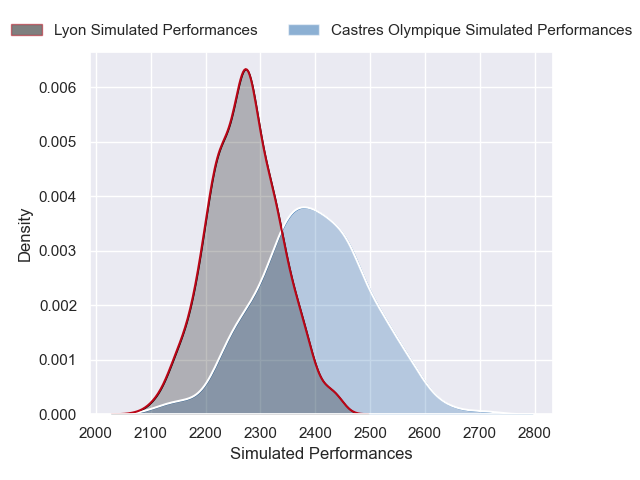 Lyon Simulated Performances
Castres Olympique Simulated Performances
0.006
0.005
0.004
0.003
0.002
0.001
0.000
Density
2000 2100 2200 2300 2400 2500 2600 2700 2800
Simulated Performances